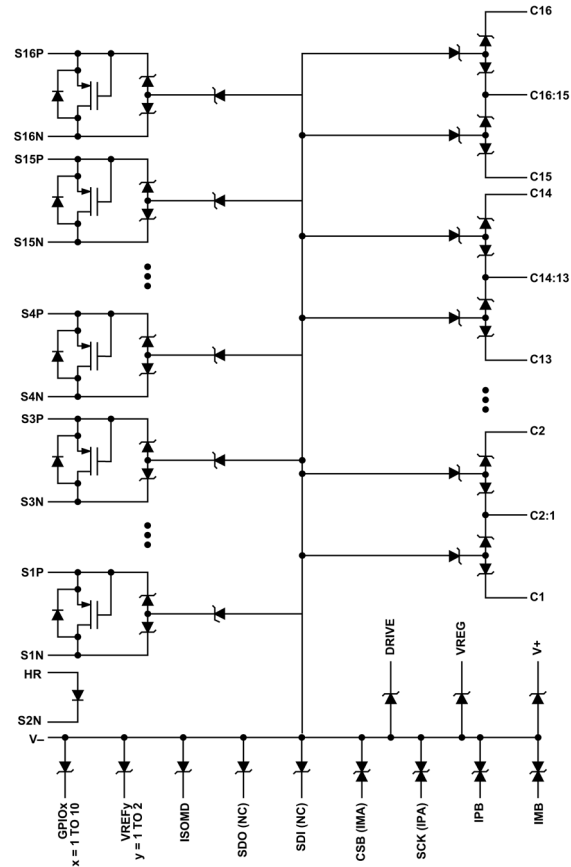 C16
S16P
C16:15
S16N
S15P
C15
C14
S15N
C14:13
S4P
C13
S4N
S3P
C2
S3N
C2:1
S1P
C1
S1N
HR
DRIVE
VREG
V+
S2N
V–
GPIOx
x = 1 TO 10
VREFy
y = 1 TO 2
ISOMD
SDO (NC)
SDI (NC)
CSB (IMA)
SCK (IPA)
IPB
IMB